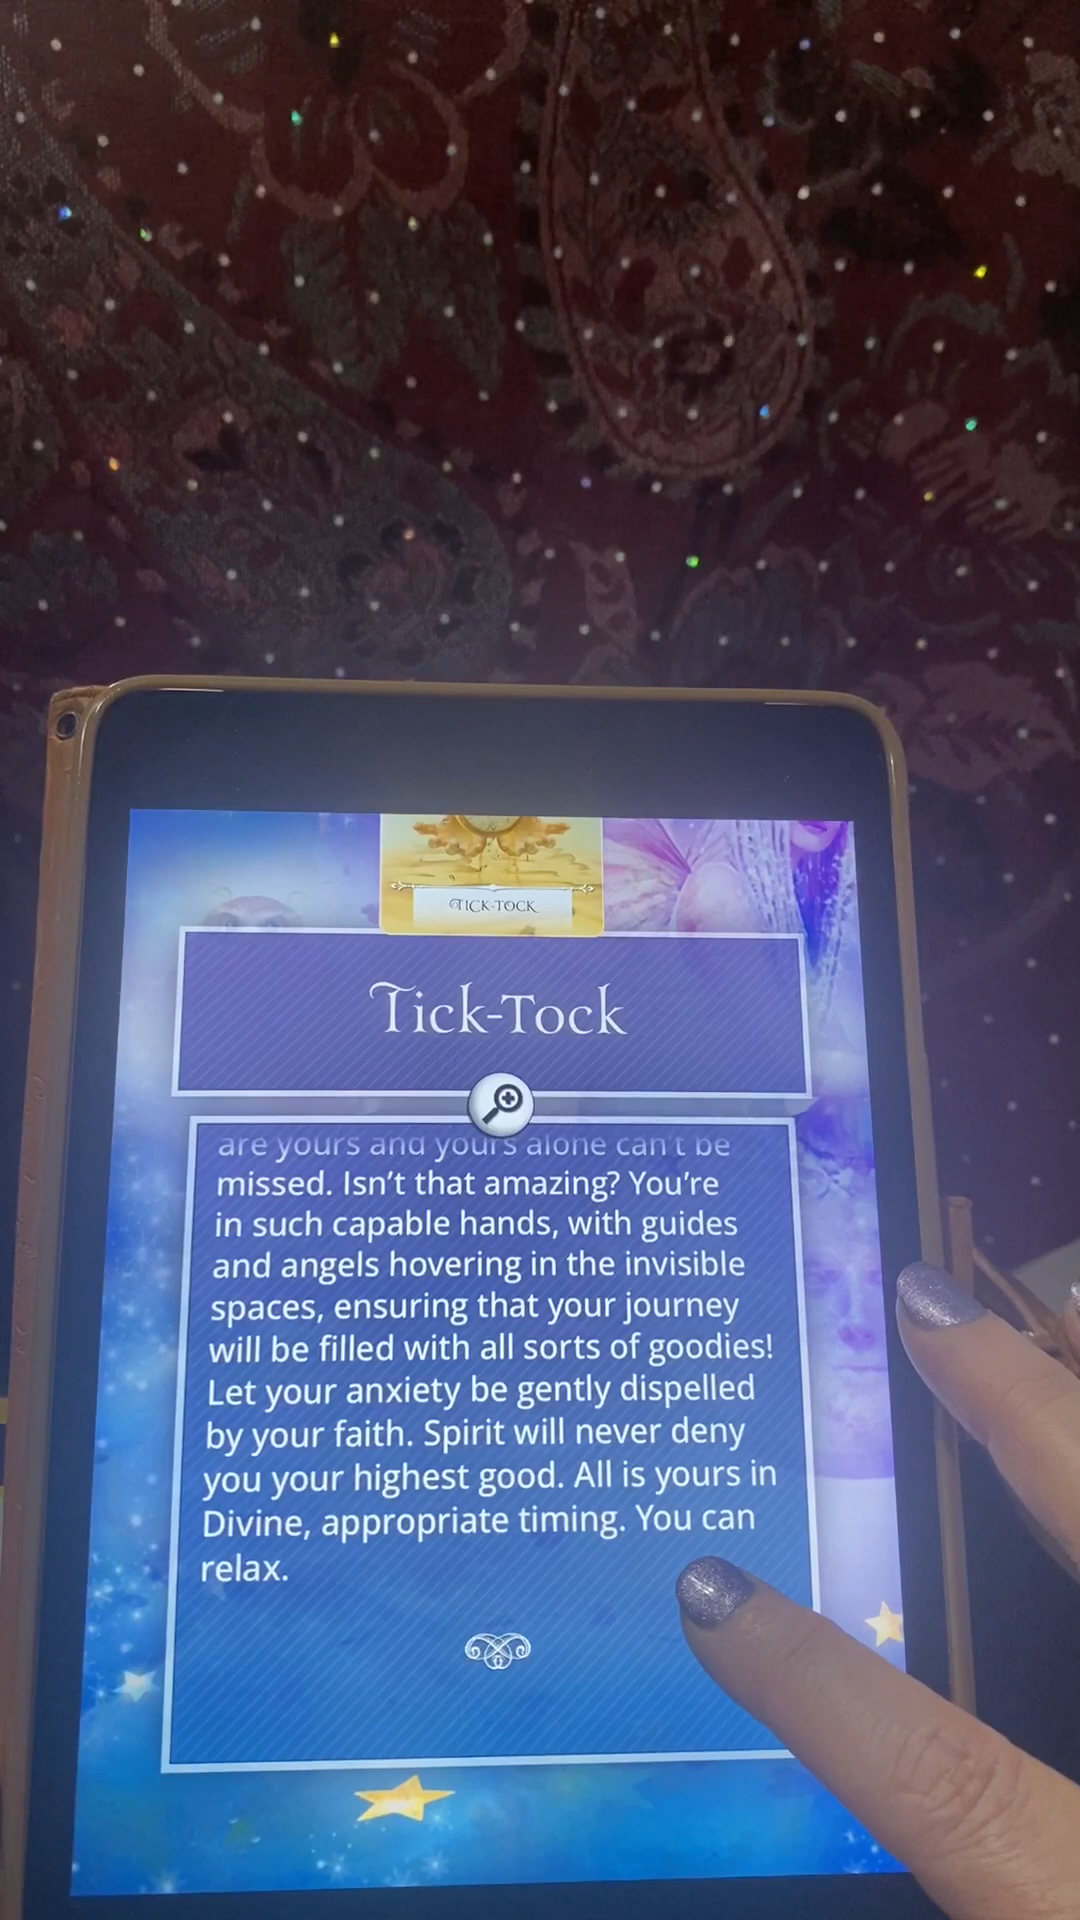 TICK-TOCK
Tick-Tock
are yours and yours alone can't be
missed. Isn't that amazing? You're
in such capable hands, with guides
and angels hovering in the invisible
spaces, ensuring that your journey
will be filled with all sorts of goodies!
Let your anxiety be gently dispelled
by your faith. Spirit will never deny
you your highest good. All is yours in
Divine, appropriate timing. You can
relax.